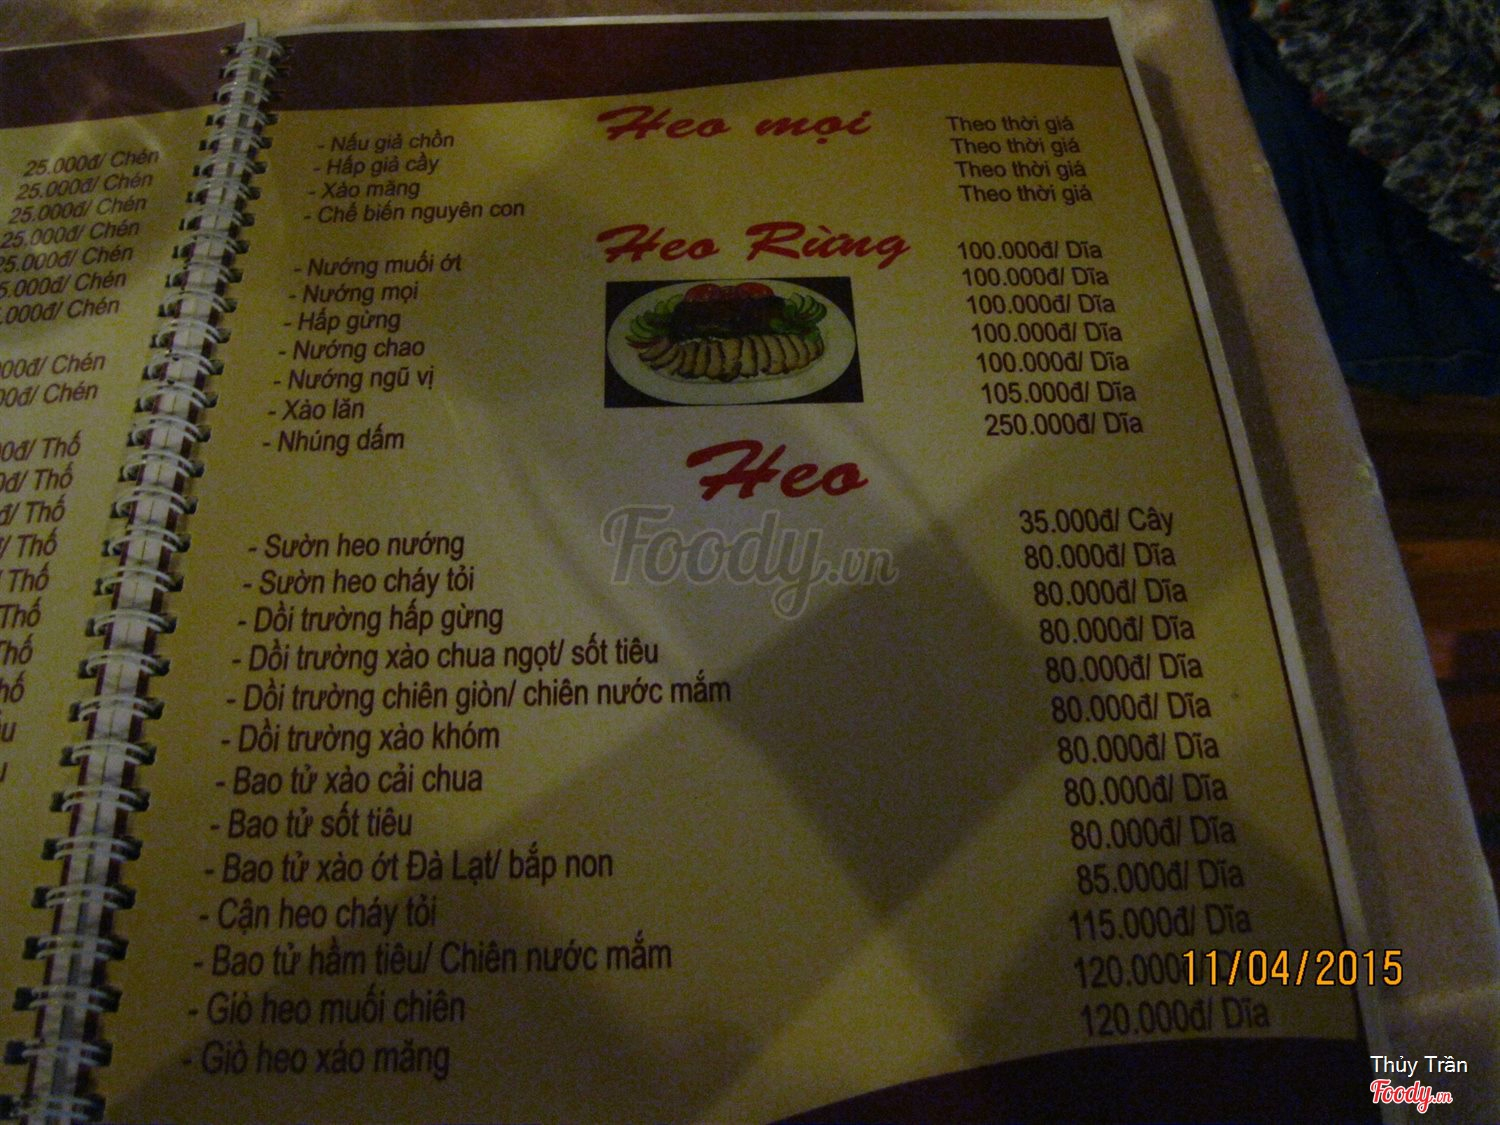 25.000đ/ Chén
25.000đ/ Chén
25.000đ/ Chén
25.000đ/ Chén
25.000đ/ Chén
5.000đ/ Chén
.000đ/ Chén
000đ/ Chén
00đ/ Chén
0đ/ Thố
0đ/ Thố
đ/ Thố
/ Thố
/ Thố
Thố
Thố
hố
Heo mọi
- Nấu giả chồn Theo thời giá
- Hấp giả cầy Theo thời giá
- Xào măng Theo thời giá
- Chế biến nguyên con Theo thời giá
Heo Rừng
- Nướng muối ớt 100.000đ/ Dĩa
- Nướng mọi 100.000đ/ Dĩa
- Hấp gừng 100.000đ/ Dĩa
- Nướng chao 100.000đ/ Dĩa
- Nướng ngũ vị 100.000đ/ Dĩa
- Xào lăn 105.000đ/ Dĩa
- Nhúng dấm 250.000đ/ Dĩa
Heo
- Sườn heo nướng 35.000đ/ Cây
- Sườn heo cháy tỏi 80.000đ/ Dĩa
- Dồi trường hấp gừng 80.000đ/ Dĩa
- Dồi trường xào chua ngọt/ sốt tiêu 80.000đ/ Dĩa
- Dồi trường chiên giòn/ chiên nước mắm 80.000đ/ Dĩa
- Dồi trường xào khóm 80.000đ/ Dĩa
- Bao tử xào cải chua 80.000đ/ Dĩa
- Bao tử sốt tiêu 80.000đ/ Dĩa
- Bao tử xào ớt Đà Lạt/ bắp non 80.000đ/ Dĩa
- Cận heo cháy tỏi 85.000đ/ Dĩa
- Bao tử hầm tiêu/ Chiên nước mắm 115.000đ/ Dĩa
- Giò heo muối chiên 120.000
- Giò heo xáo măng 120.000đ/ Dĩa
Foody.vn
11/04/2015
Thủy Trần
Foody.vn